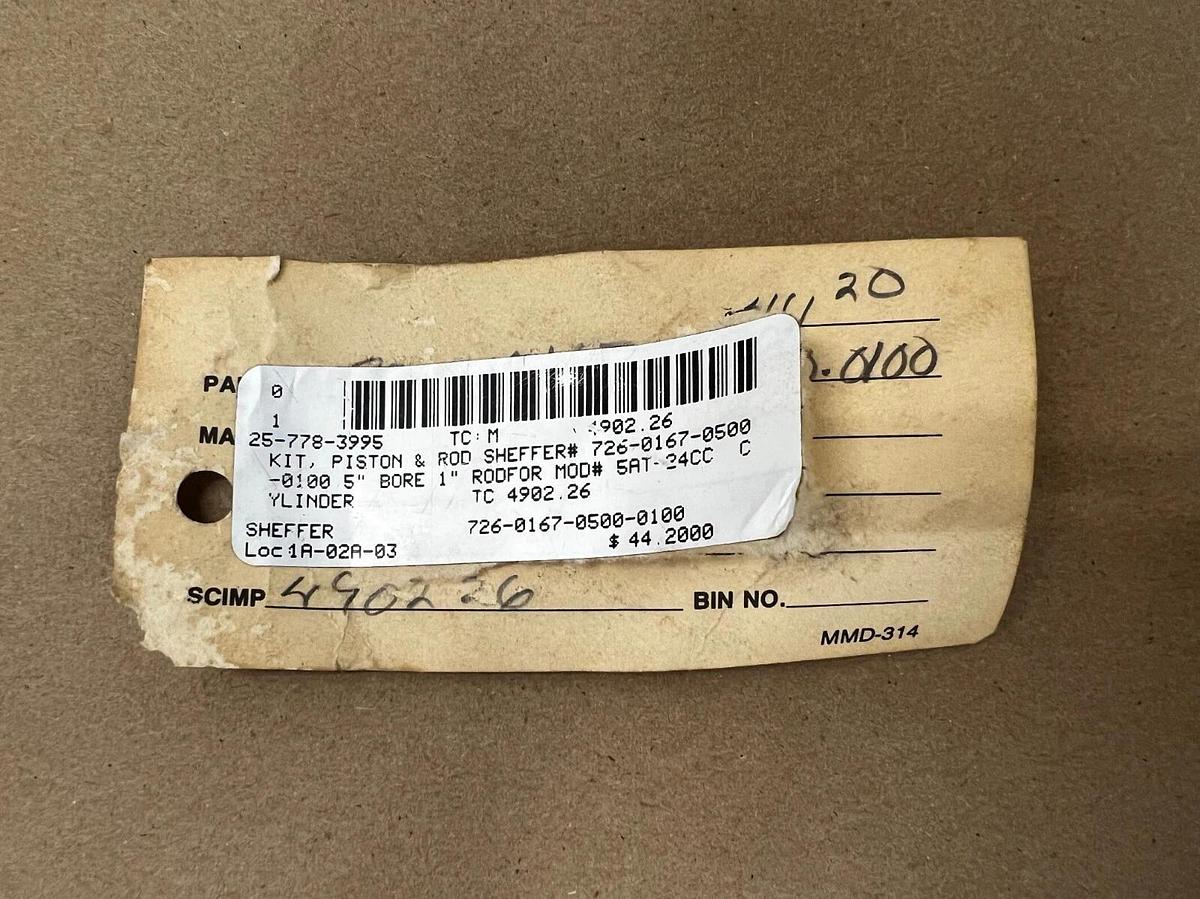 20
.0100
PA
0
MA
1
25-778-3995 TC: M 4902.26
KIT, PISTON & ROD SHEFFER# 726-0167-0500
-0100 5" BORE 1" RODFOR MOD# 5AT-24CC C
YLINDER TC 4902.26
SHEFFER 726-0167-0500-0100
Loc:1A-02A-03 $ 44.2000
SCIMP 490226 BIN NO.
MMD-314